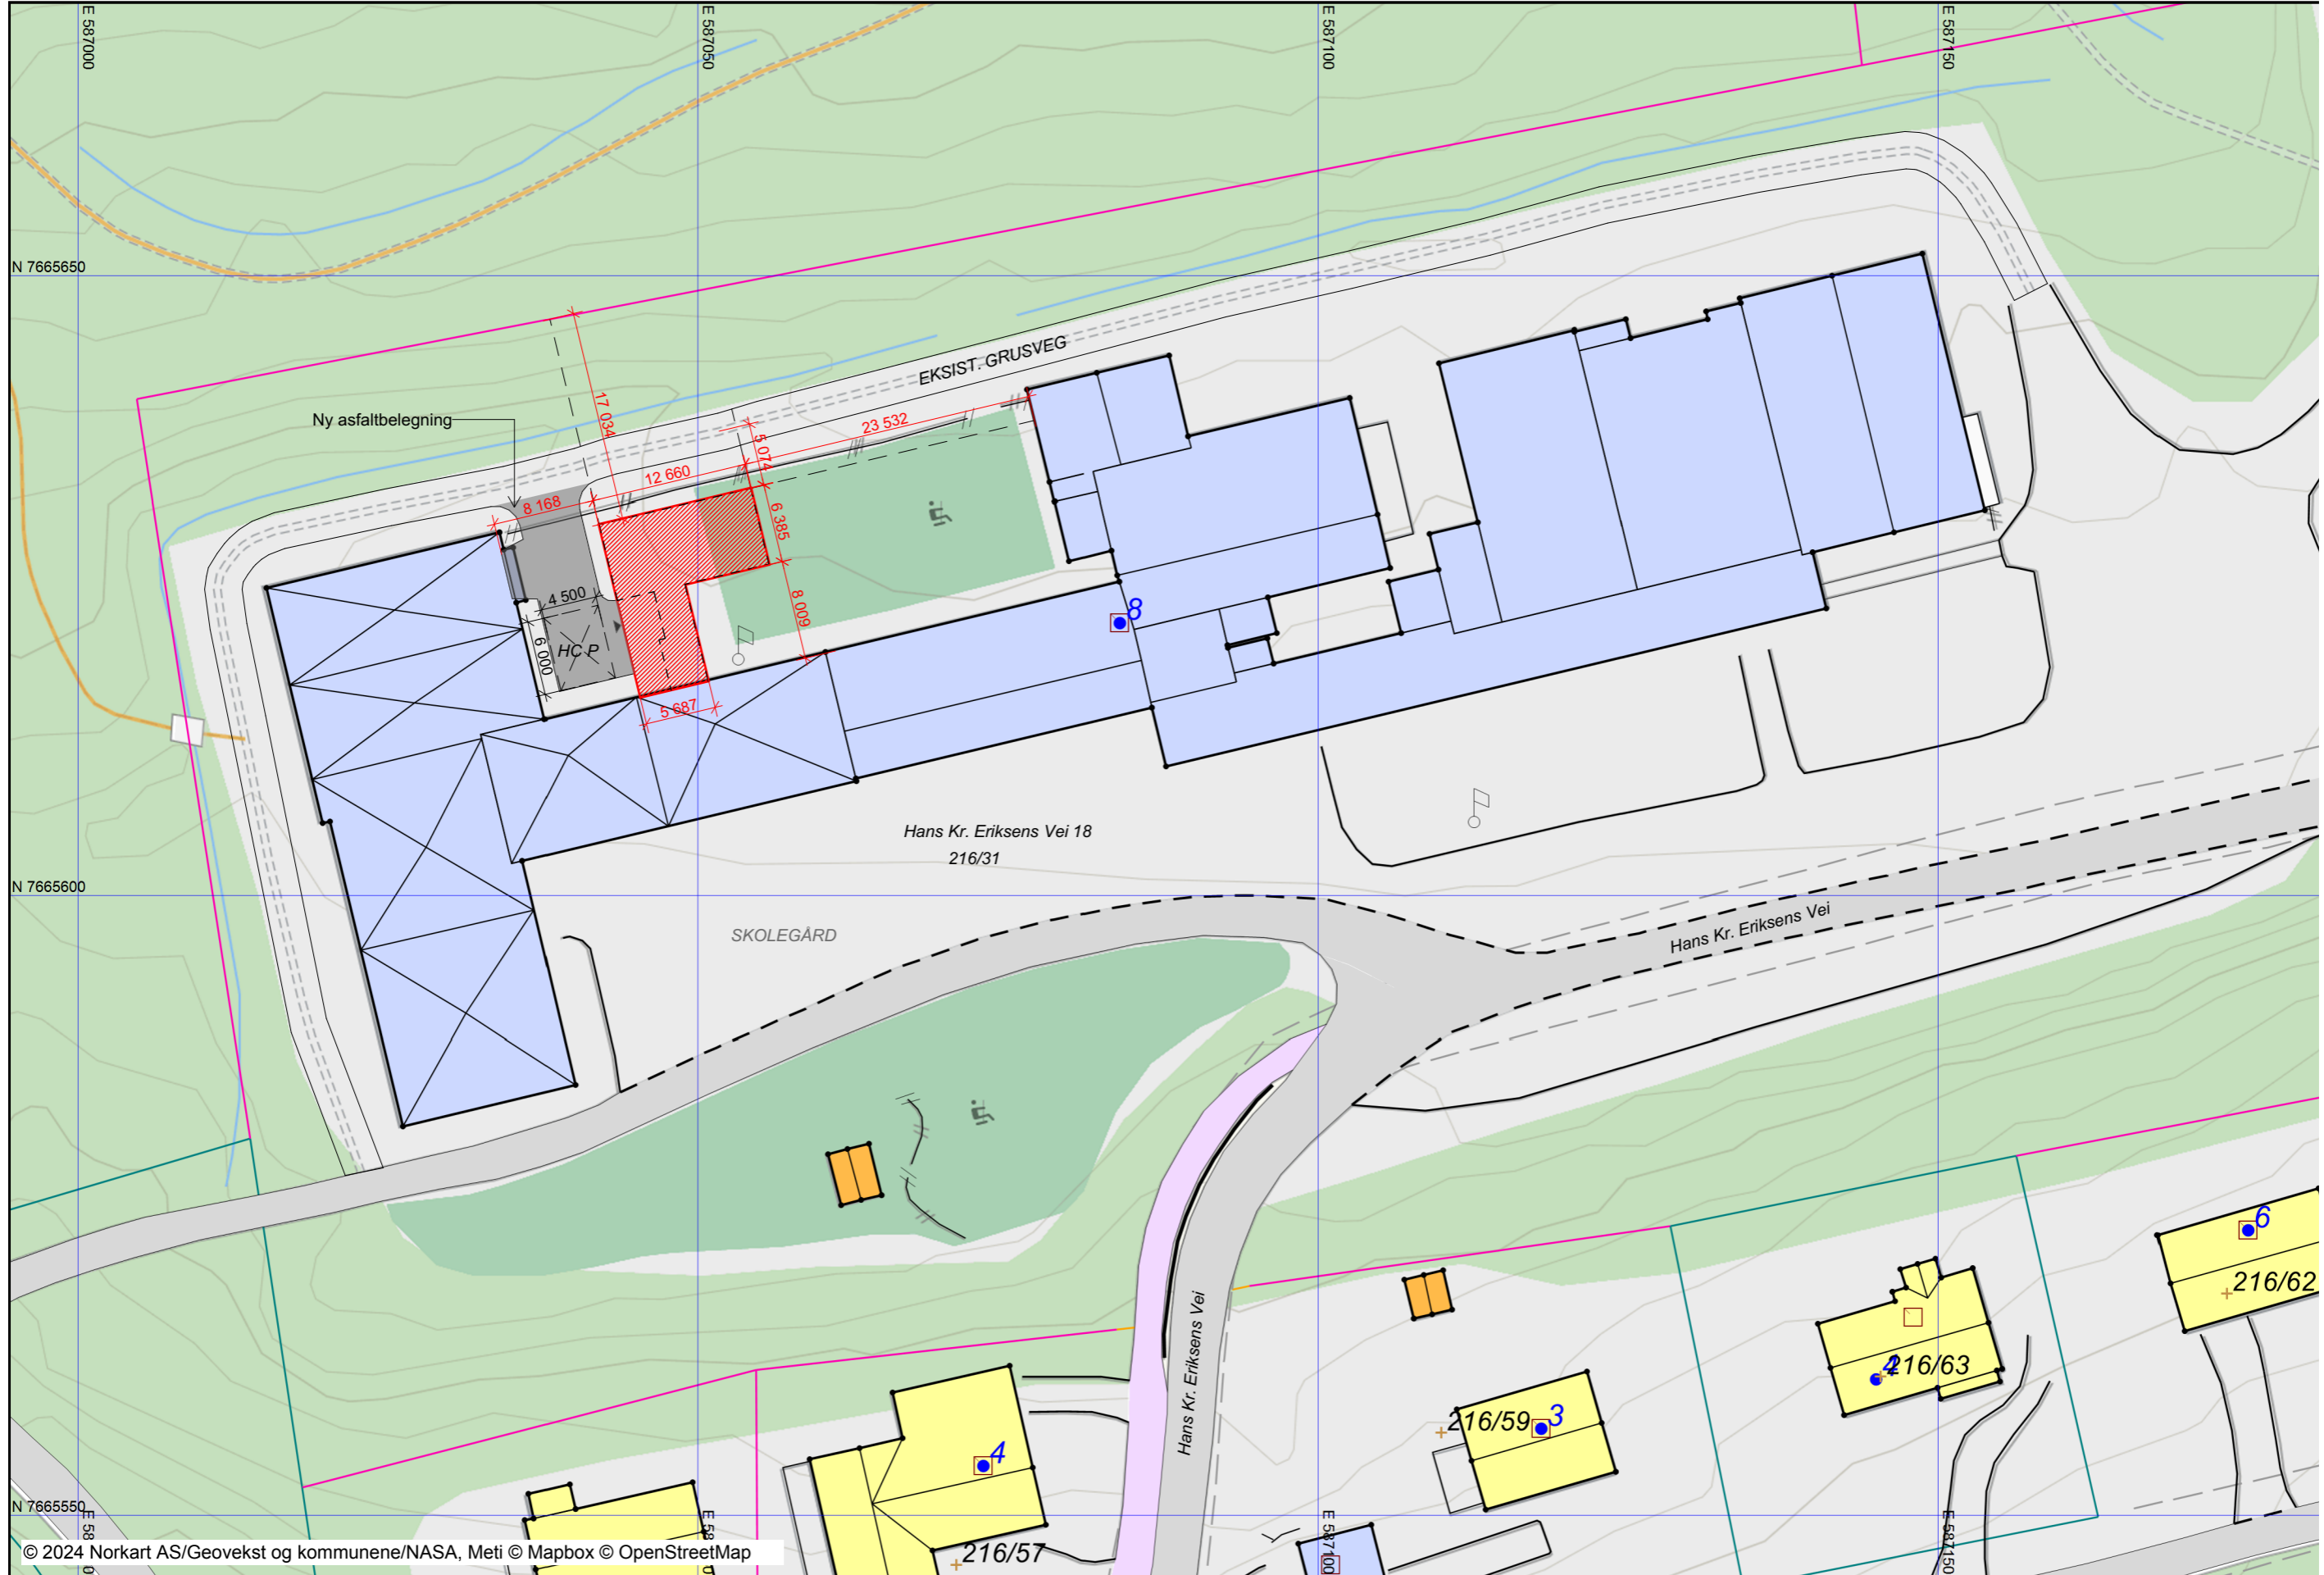 E 587000
E 587050
E 587100
E 587150
N 7665650
EKSIST. GRUSVEG
17 034
Ny asfaltbelegning
23 532
5 074
12 660
8 168
6 385
4 500
8 009
8
6 000
HC P
5 687
Hans Kr. Eriksens Vei 18
216/31
N 7665600
SKOLEGÅRD
Hans Kr. Eriksens Vei
6
216/62
Hans Kr. Eriksens Vei
4
216/63
216/59
3
4
N 7665550
E 587100
E 587150
© 2024 Norkart AS/Geovekst og kommunene/NASA, Meti © Mapbox © OpenStreetMap
216/57